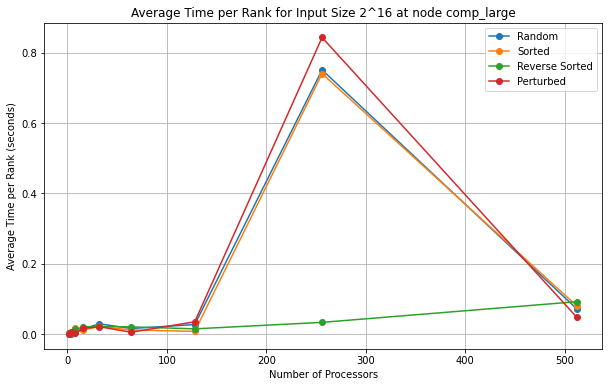 Average Time per Rank for Input Size 2^16 at node comp_large
Random
Sorted
Reverse Sorted
Perturbed
Average Time per Rank (seconds)
0.8
0.6
0.4
0.2
0.0
0 100 200 300 400 500
Number of Processors